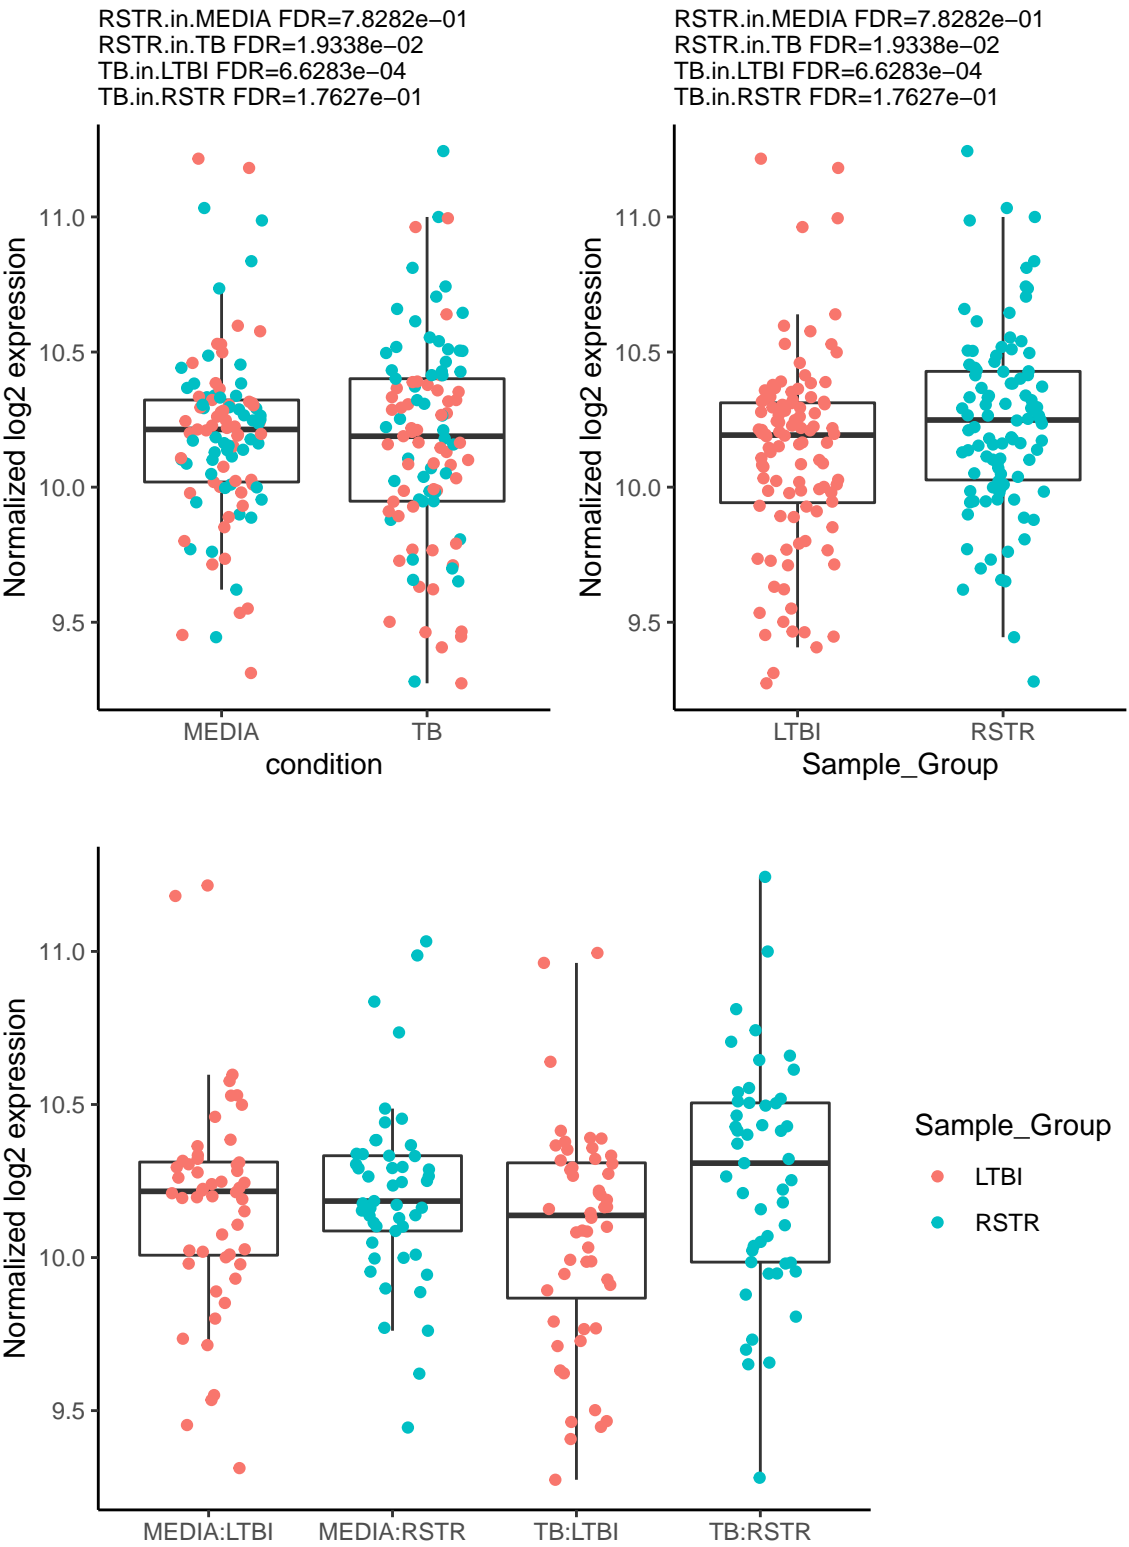 RSTR.in.MEDIA FDR=7.8282e−01
RSTR.in.TB FDR=1.9338e−02
TB.in.LTBI FDR=6.6283e−04
TB.in.RSTR FDR=1.7627e−01
Normalized log2 expression
11.0
10.5
10.0
9.5
MEDIA TB
condition
RSTR.in.MEDIA FDR=7.8282e−01
RSTR.in.TB FDR=1.9338e−02
TB.in.LTBI FDR=6.6283e−04
TB.in.RSTR FDR=1.7627e−01
Normalized log2 expression
11.0
10.5
10.0
9.5
LTBI RSTR
Sample_Group
Normalized log2 expression
11.0
10.5
10.0
9.5
MEDIA:LTBI MEDIA:RSTR TB:LTBI TB:RSTR
Sample_Group
LTBI
RSTR